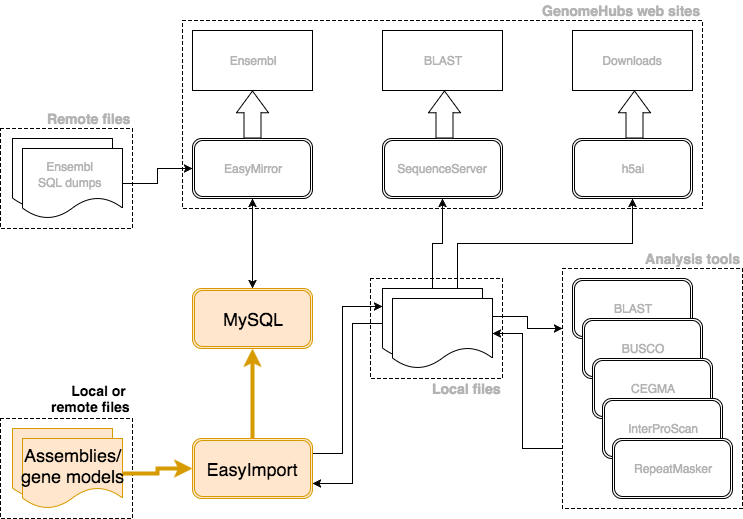 GenomeHubs web sites
Ensembl
BLAST
Downloads
Remote files
Ensembl
SQL dumps
EasyMirror
SequenceServer
h5ai
Analysis tools
MySQL
BLAST
BUSCO
CEGMA
InterProScan
RepeatMasker
Local files
Local or
remote files
Assemblies/
gene models
EasyImport